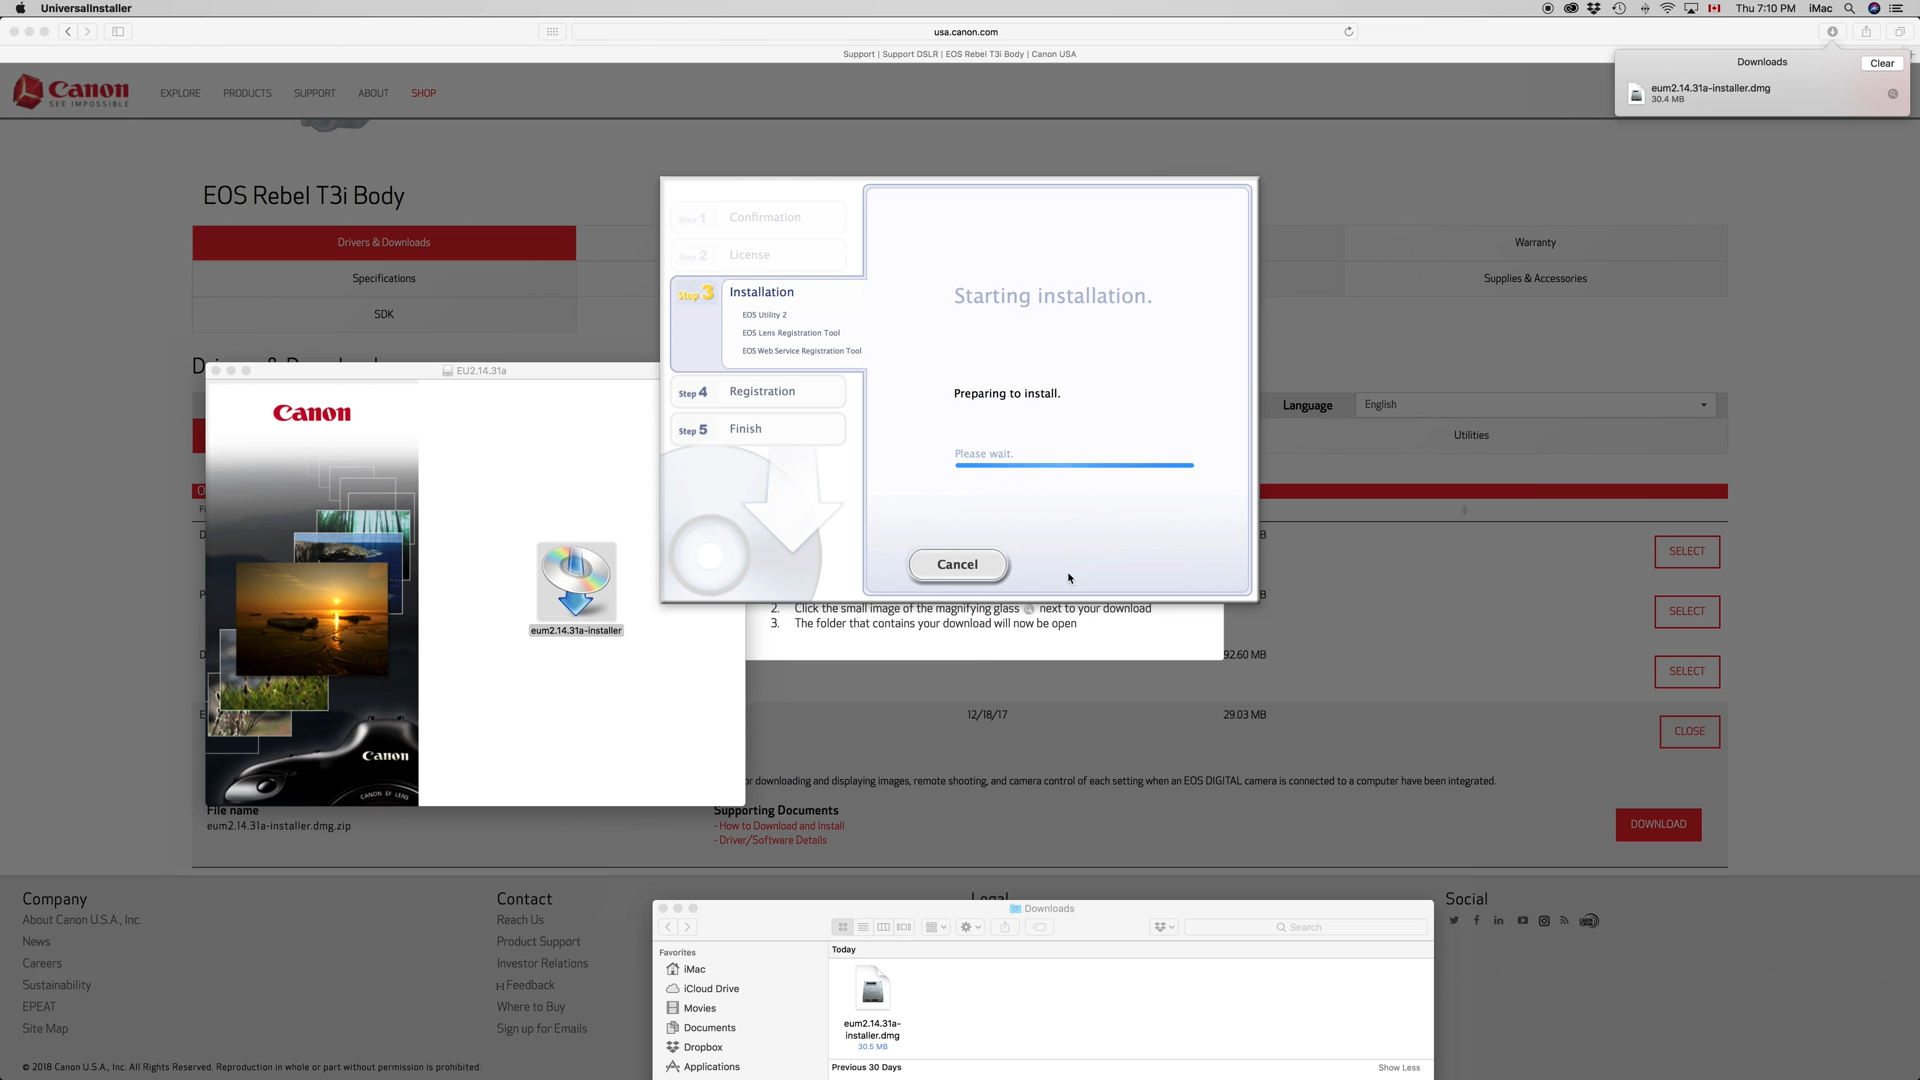 UniversalInstaller
Thu 7:10 PM
iMac
usa.canon.com
Support | Support DSLR | EOS Rebel T3i Body | Canon USA
Downloads
Clear
eum2.14.31a-installer.dmg
30.4 MB
Canon
SEE IMPOSSIBLE
EXPLORE
PRODUCTS
SUPPORT
ABOUT
SHOP
EOS Rebel T3i Body
Drivers & Downloads
Warranty
Specifications
Supplies & Accessories
SDK
Step 1 Confirmation
Step 2 License
Step 3 Installation
EOS Utility 2
EOS Lens Registration Tool
EOS Web Service Registration Tool
Step 4 Registration
Step 5 Finish
Starting installation.
Preparing to install.
Please wait.
Cancel
EU2.14.31a
Canon
eum2.14.31a-installer
Canon
CANON EF LENS
Language
English
Utilities
SELECT
SELECT
92.60 MB
SELECT
2. Click the small image of the magnifying glass next to your download
3. The folder that contains your download will now be open
12/18/17
29.03 MB
CLOSE
or downloading and displaying images, remote shooting, and camera control of each setting when an EOS DIGITAL camera is connected to a computer have been integrated.
File name
eum2.14.31a-installer.dmg.zip
Supporting Documents
- How to Download and Install
- Driver/Software Details
DOWNLOAD
Company
About Canon U.S.A., Inc.
News
Careers
Sustainability
EPEAT
Site Map
Contact
Reach Us
Product Support
Investor Relations
[+] Feedback
Where to Buy
Sign up for Emails
Legal
Social
Downloads
Search
Favorites
iMac
iCloud Drive
Movies
Documents
Dropbox
Applications
Today
eum2.14.31a-
installer.dmg
30.5 MB
Previous 30 Days
Show Less
© 2018 Canon U.S.A., Inc. All Rights Reserved. Reproduction in whole or part without permission is prohibited.